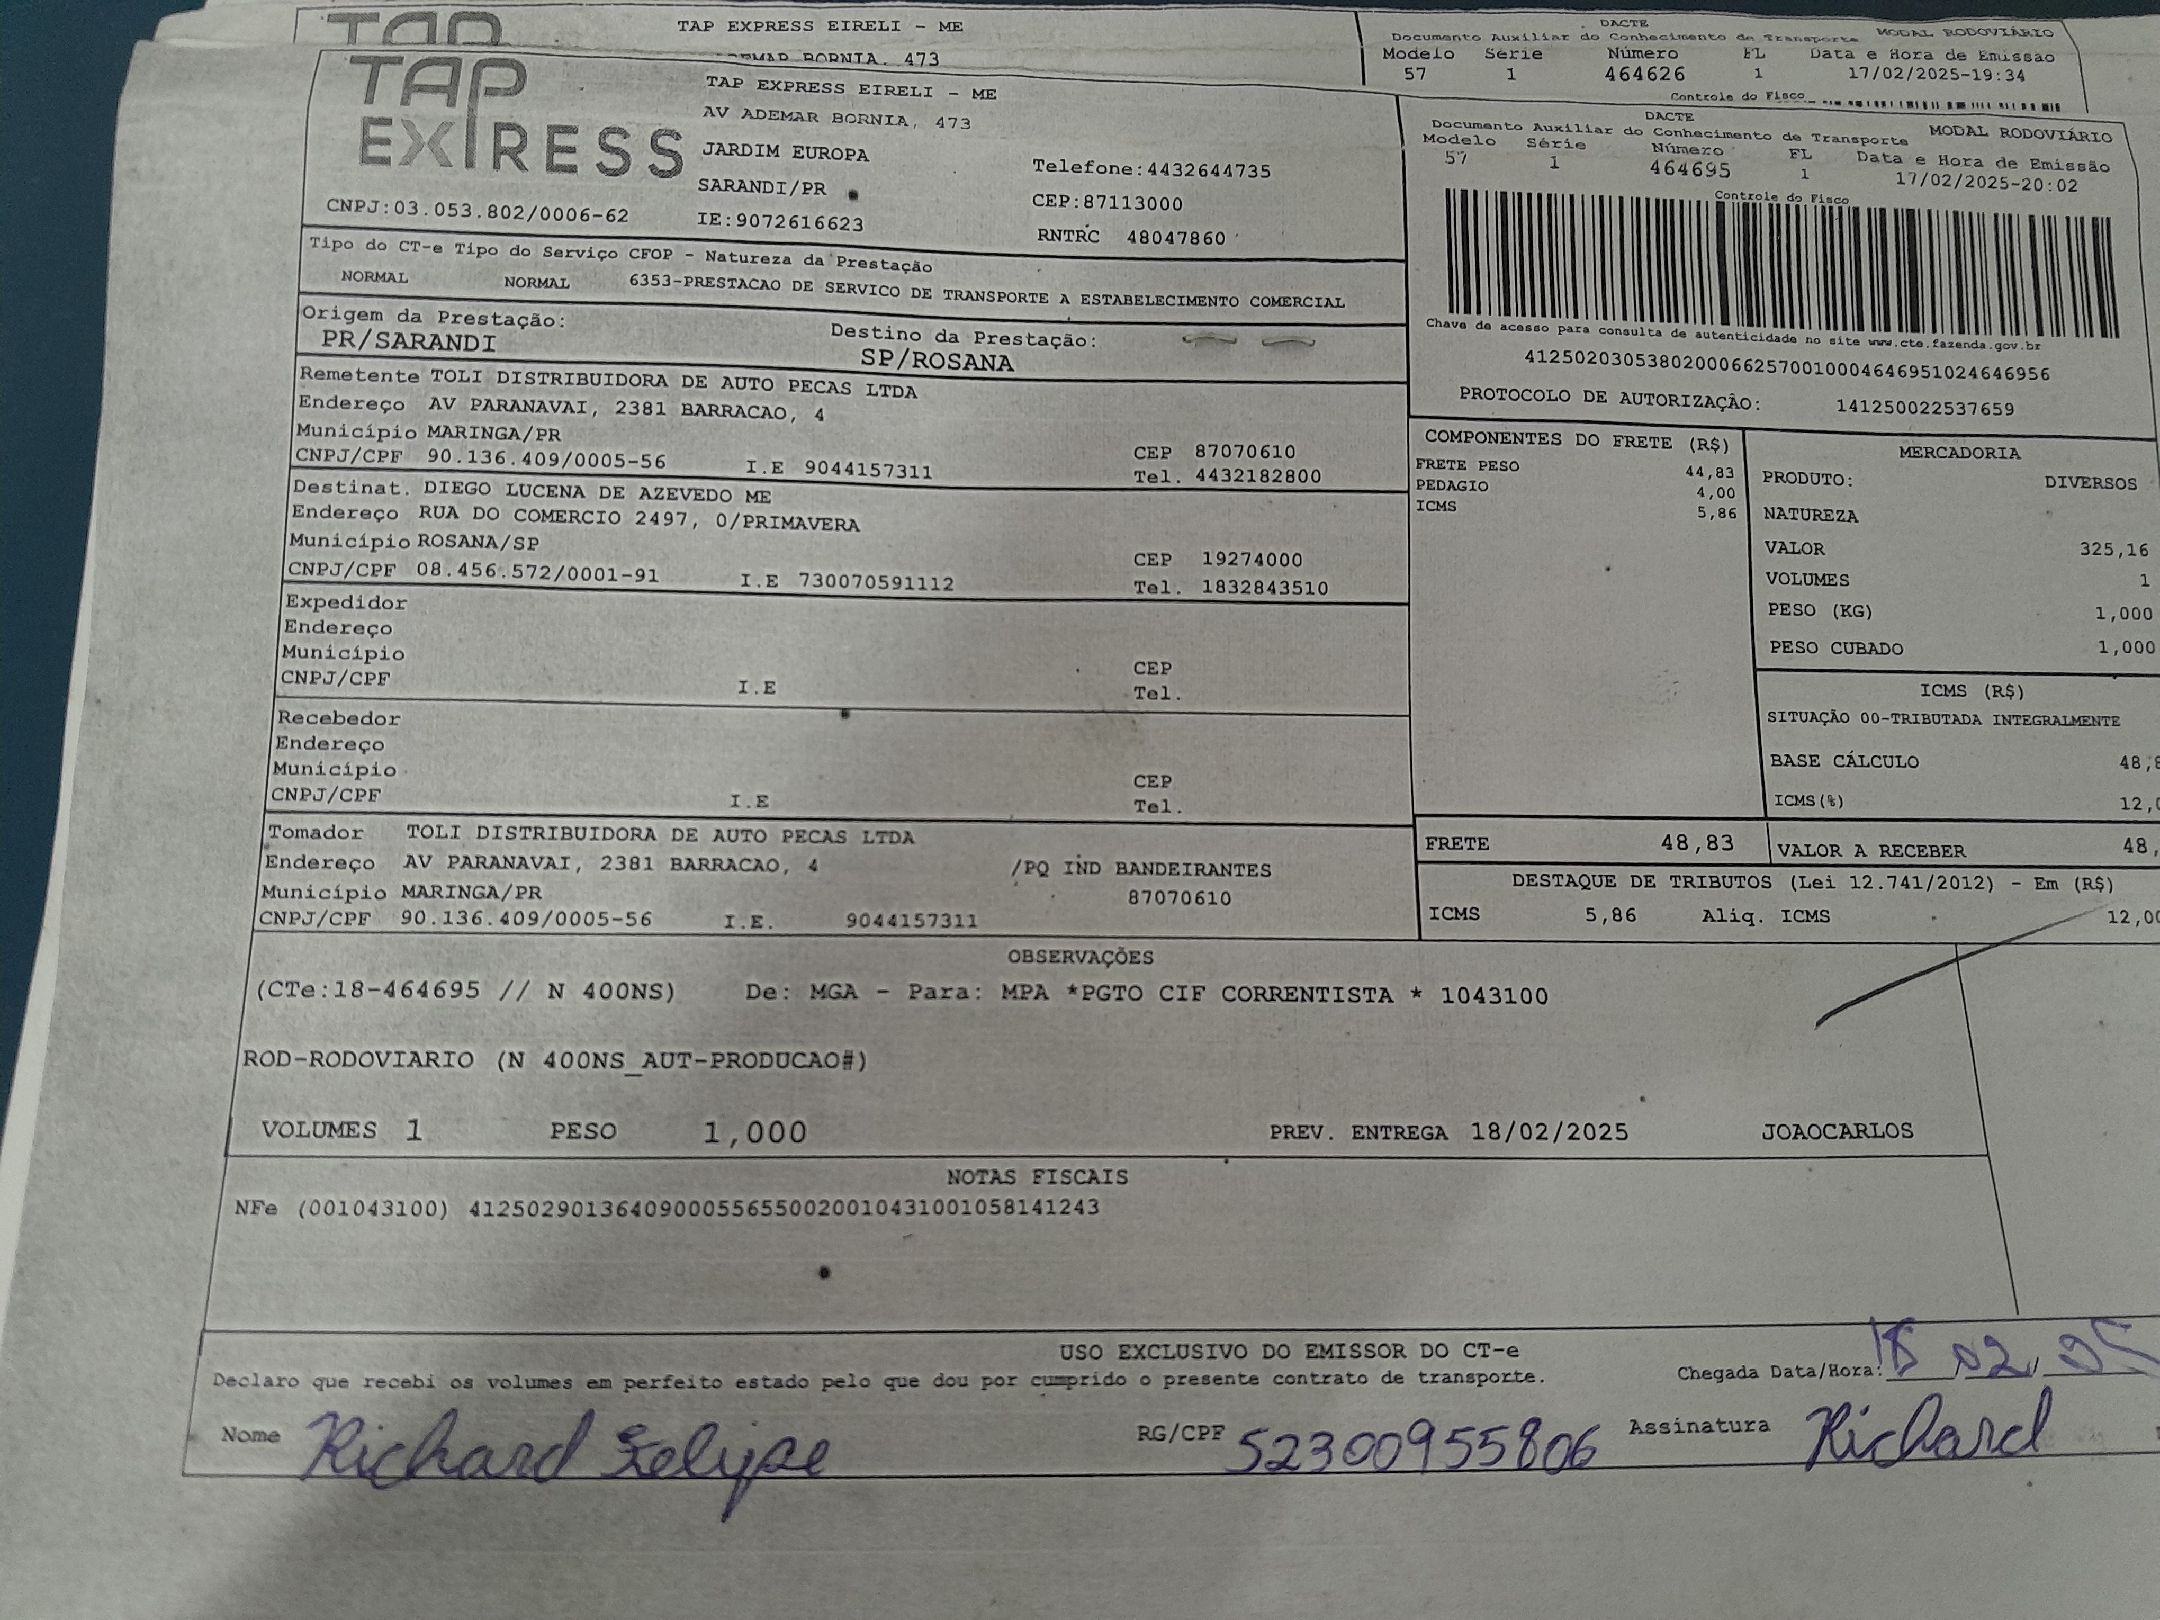 TAP
TAP EXPRESS EIRELI - ME
473
DACTE
Documento Auxiliar do Conhecimento de Transporte MODAL RODOVIÁRIO
Modelo Série Número FL Data e Hora de Emissão
57 1 464626 1 17/02/2025-19:34
Controle do Fisco
TAP EXPRESS
TAP EXPRESS EIRELI - ME
AV ADEMAR BORNIA, 473
JARDIM EUROPA
SARANDI/PR
Telefone:4432644735
CEP:87113000
CNPJ:03.053.802/0006-62 IE:9072616623 RNTRC 48047860
DACTE
Documento Auxiliar do Conhecimento de Transporte MODAL RODOVIÁRIO
Modelo Série Número FL Data e Hora de Emissão
57 1 464695 1 17/02/2025-20:02
Controle do Fisco
Chave de acesso para consulta de autenticidade no site www.cte.fazenda.gov.br
41250203053802000662570010004646951024646956
PROTOCOLO DE AUTORIZAÇÃO: 141250022537659
Tipo do CT-e Tipo do Serviço CFOP - Natureza da Prestação
NORMAL NORMAL 6353-PRESTACAO DE SERVICO DE TRANSPORTE A ESTABELECIMENTO COMERCIAL
Origem da Prestação: Destino da Prestação:
PR/SARANDI SP/ROSANA
Remetente TOLI DISTRIBUIDORA DE AUTO PECAS LTDA
Endereço AV PARANAVAI, 2381 BARRACAO, 4
Município MARINGA/PR CEP 87070610
CNPJ/CPF 90.136.409/0005-56 I.E 9044157311 Tel. 4432182800
Destinat. DIEGO LUCENA DE AZEVEDO ME
Endereço RUA DO COMERCIO 2497, 0/PRIMAVERA
Município ROSANA/SP CEP 19274000
CNPJ/CPF 08.456.572/0001-91 I.E 730070591112 Tel. 1832843510
Expedidor
Endereço
Município CEP
CNPJ/CPF I.E Tel.
Recebedor
Endereço
Município CEP
CNPJ/CPF I.E Tel.
Tomador TOLI DISTRIBUIDORA DE AUTO PECAS LTDA
Endereço AV PARANAVAI, 2381 BARRACAO, 4 /PQ IND BANDEIRANTES
Município MARINGA/PR 87070610
CNPJ/CPF 90.136.409/0005-56 I.E. 9044157311
COMPONENTES DO FRETE (R$)
FRETE PESO 44,83
PEDAGIO 4,00
ICMS 5,86
MERCADORIA
PRODUTO: DIVERSOS
NATUREZA
VALOR 325,16
VOLUMES 1
PESO (KG) 1,000
PESO CUBADO 1,000
ICMS (R$)
SITUAÇÃO 00-TRIBUTADA INTEGRALMENTE
BASE CÁLCULO 48,8
ICMS(%) 12,0
FRETE 48,83 VALOR A RECEBER 48,
DESTAQUE DE TRIBUTOS (Lei 12.741/2012) - Em (R$)
ICMS 5,86 Aliq. ICMS 12,00
OBSERVAÇÕES
(CTe:18-464695 // N 400NS) De: MGA - Para: MPA *PGTO CIF CORRENTISTA * 1043100
ROD-RODOVIARIO (N 400NS_AUT-PRODUCAO#)
VOLUMES 1 PESO 1,000 PREV. ENTREGA 18/02/2025 JOAOCARLOS
NOTAS FISCAIS
NFe (001043100) 41250290136409000556550020010431001058141243
USO EXCLUSIVO DO EMISSOR DO CT-e
Declaro que recebi os volumes em perfeito estado pelo que dou por cumprido o presente contrato de transporte. Chegada Data/Hora: 18/02/25
Nome Richard Felype RG/CPF 52300955806 Assinatura Richard